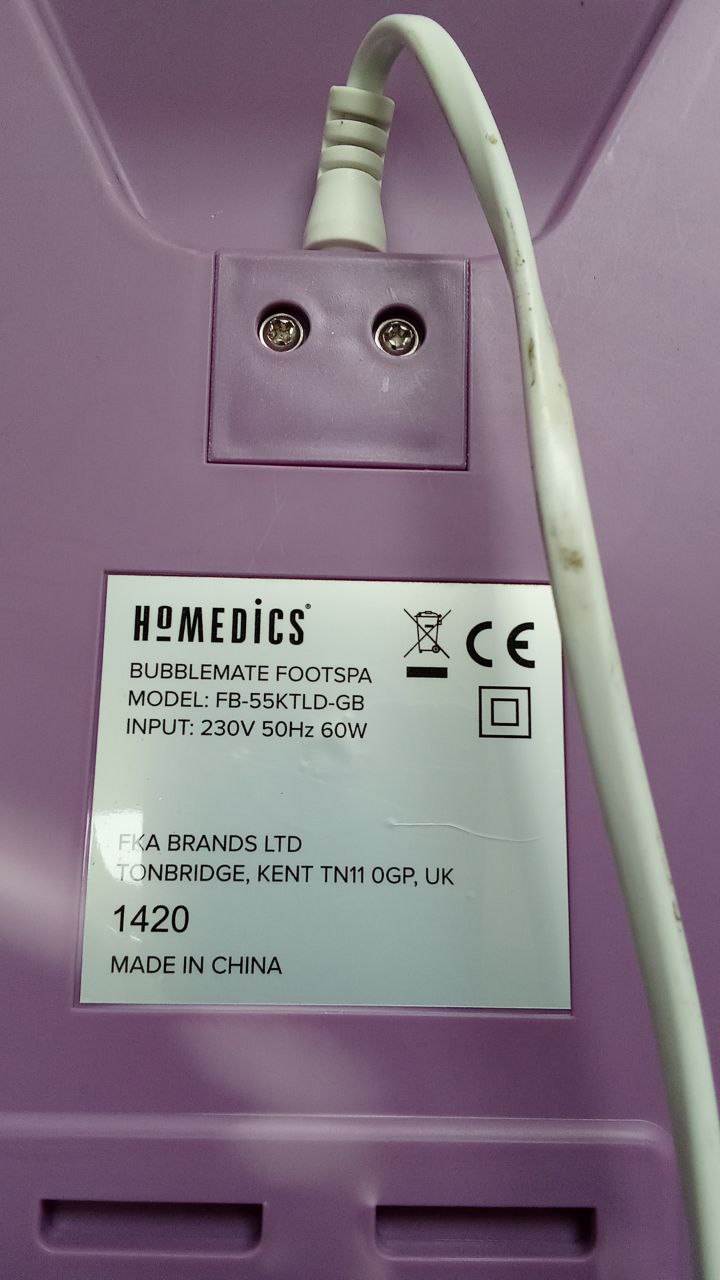 HoMEDiCS®
BUBBLEMATE FOOTSPA
MODEL: FB-55KTLD-GB
INPUT: 230V 50Hz 60W
CE
FKA BRANDS LTD
TONBRIDGE, KENT TN11 0GP, UK
1420
MADE IN CHINA